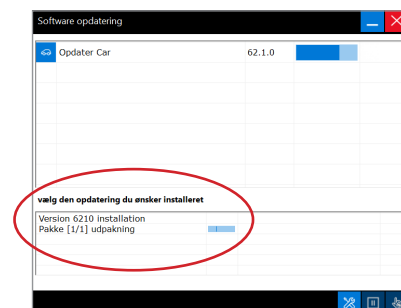 Software opdatering
Opdater Car 62.1.0
vælg den opdatering du ønsker installeret
Version 6210 installation
Pakke [1/1] udpakning